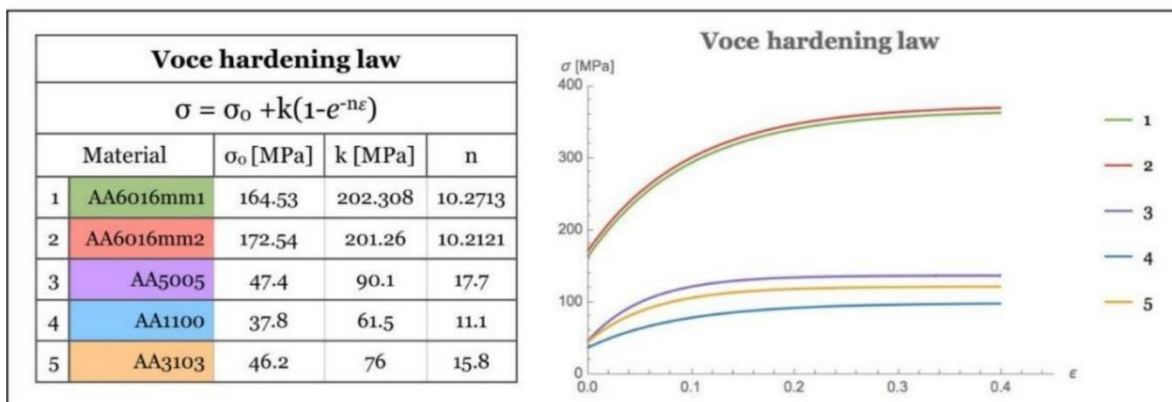 Voce hardening law
σ = σ₀ +k(1-e^-nε)
Material σ₀ [MPa] k [MPa] n
1 AA6016mm1 164.53 202.308 10.2713
2 AA6016mm2 172.54 201.26 10.2121
3 AA5005 47.4 90.1 17.7
4 AA1100 37.8 61.5 11.1
5 AA3103 46.2 76 15.8
Voce hardening law
σ [MPa]
400
300
200
100
0
0.0 0.1 0.2 0.3 0.4 ε
1
2
3
4
5